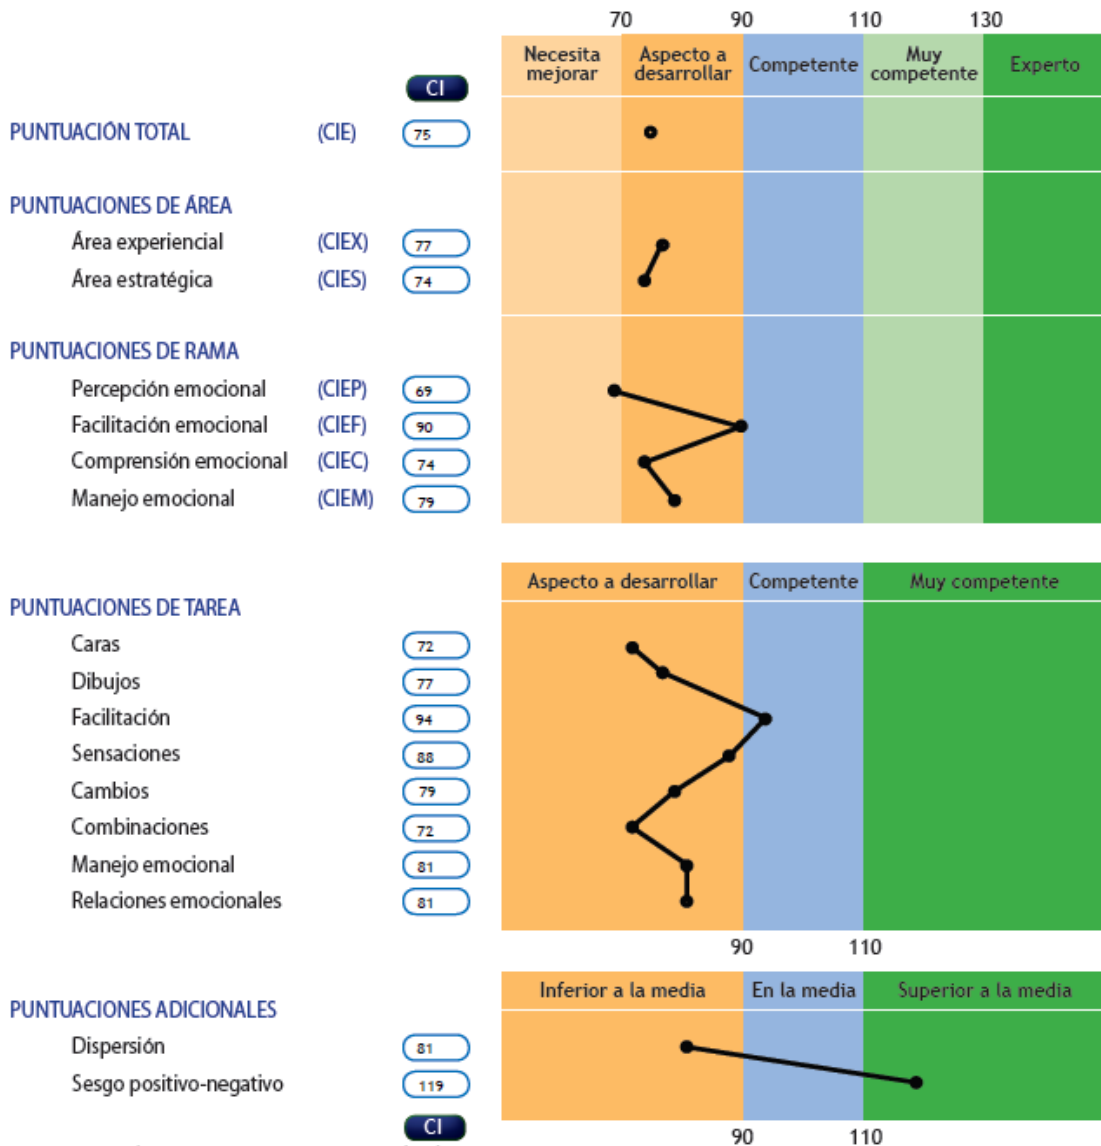 70 90 110 130
Necesita mejorar Aspecto a desarrollar Competente Muy competente Experto
CI
PUNTUACIÓN TOTAL (CIE) 75
PUNTUACIONES DE ÁREA
Área experiencial (CIEX) 77
Área estratégica (CIES) 74
PUNTUACIONES DE RAMA
Percepción emocional (CIEP) 69
Facilitación emocional (CIEF) 90
Comprensión emocional (CIEC) 74
Manejo emocional (CIEM) 79
Aspecto a desarrollar Competente Muy competente
PUNTUACIONES DE TAREA
Caras 72
Dibujos 77
Facilitación 94
Sensaciones 88
Cambios 79
Combinaciones 72
Manejo emocional 81
Relaciones emocionales 81
90 110
Inferior a la media En la media Superior a la media
PUNTUACIONES ADICIONALES
Dispersión 81
Sesgo positivo-negativo 119
CI
90 110